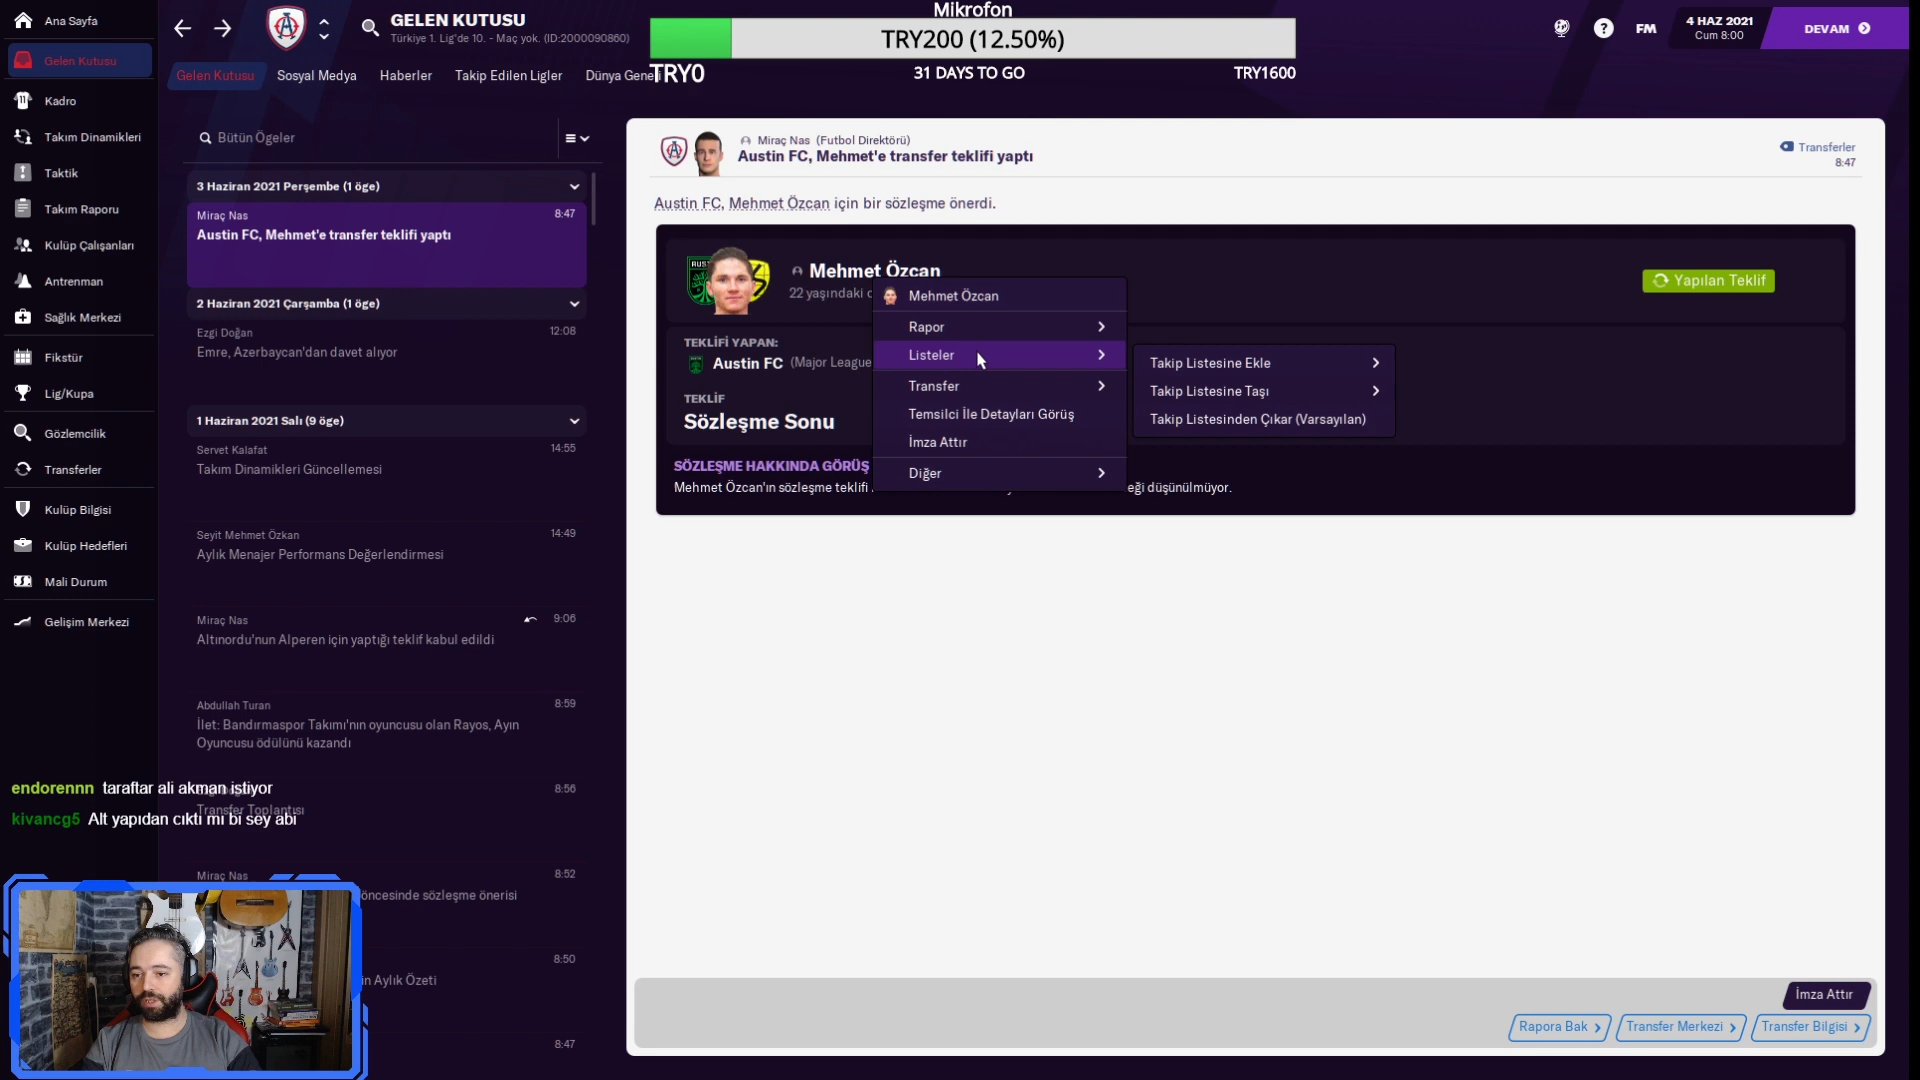 Ana Sayfa
Gelen Kutusu
Kadro
Takım Dinamikleri
Taktik
Takım Raporu
Kulüp Çalışanları
Antrenman
Sağlık Merkezi
Fikstür
Lig/Kupa
Gözlemcilik
Transferler
Kulüp Bilgisi
Kulüp Hedefleri
Mali Durum
Gelişim Merkezi
GELEN KUTUSU
Türkiye 1. Lig'de 10. - Maç yok. (ID:2000090860)
Mikrofon
TRY200 (12.50%)
TRY0
31 DAYS TO GO
TRY1600
FM
4 HAZ 2021
Cum 8:00
DEVAM
Gelen Kutusu
Sosyal Medya
Haberler
Takip Edilen Ligler
Dünya Genel
Bütün Ögeler
3 Haziran 2021 Perşembe (1 öge)
Miraç Nas
8:47
Austin FC, Mehmet'e transfer teklifi yaptı
2 Haziran 2021 Çarşamba (1 öge)
Ezgi Doğan
12:08
Emre, Azerbaycan'dan davet alıyor
1 Haziran 2021 Salı (9 öge)
Servet Kalafat
14:55
Takım Dinamikleri Güncellemesi
Seyit Mehmet Özkan
14:49
Aylık Menajer Performans Değerlendirmesi
Miraç Nas
9:06
Altınordu'nun Alperen için yaptığı teklif kabul edildi
Abdullah Turan
8:59
İlet: Bandırmaspor Takımı'nın oyuncusu olan Rayos, Ayın
Oyuncusu ödülünü kazandı
8:56
Transfer Toplantısı
Miraç Nas
8:52
öncesinde sözleşme önerisi
8:50
Aylık Özeti
8:47
endorennn taraftar ali akman istiyor
kivancg5 Alt yapıdan cıktı mı bi sey abi
Miraç Nas (Futbol Direktörü)
Austin FC, Mehmet'e transfer teklifi yaptı
Transferler
8:47
Austin FC, Mehmet Özcan için bir sözleşme önerdi.
Mehmet Özcan
22 yaşındaki
Yapılan Teklif
TEKLİFİ YAPAN:
Austin FC (Major League
TEKLİF
Sözleşme Sonu
SÖZLEŞME HAKKINDA GÖRÜŞ
Mehmet Özcan'ın sözleşme teklifi
eği düşünülmüyor.
Mehmet Özcan
Rapor
Listeler
Transfer
Temsilci İle Detayları Görüş
İmza Attır
Diğer
Takip Listesine Ekle
Takip Listesine Taşı
Takip Listesinden Çıkar (Varsayılan)
İmza Attır
Rapora Bak
Transfer Merkezi
Transfer Bilgisi